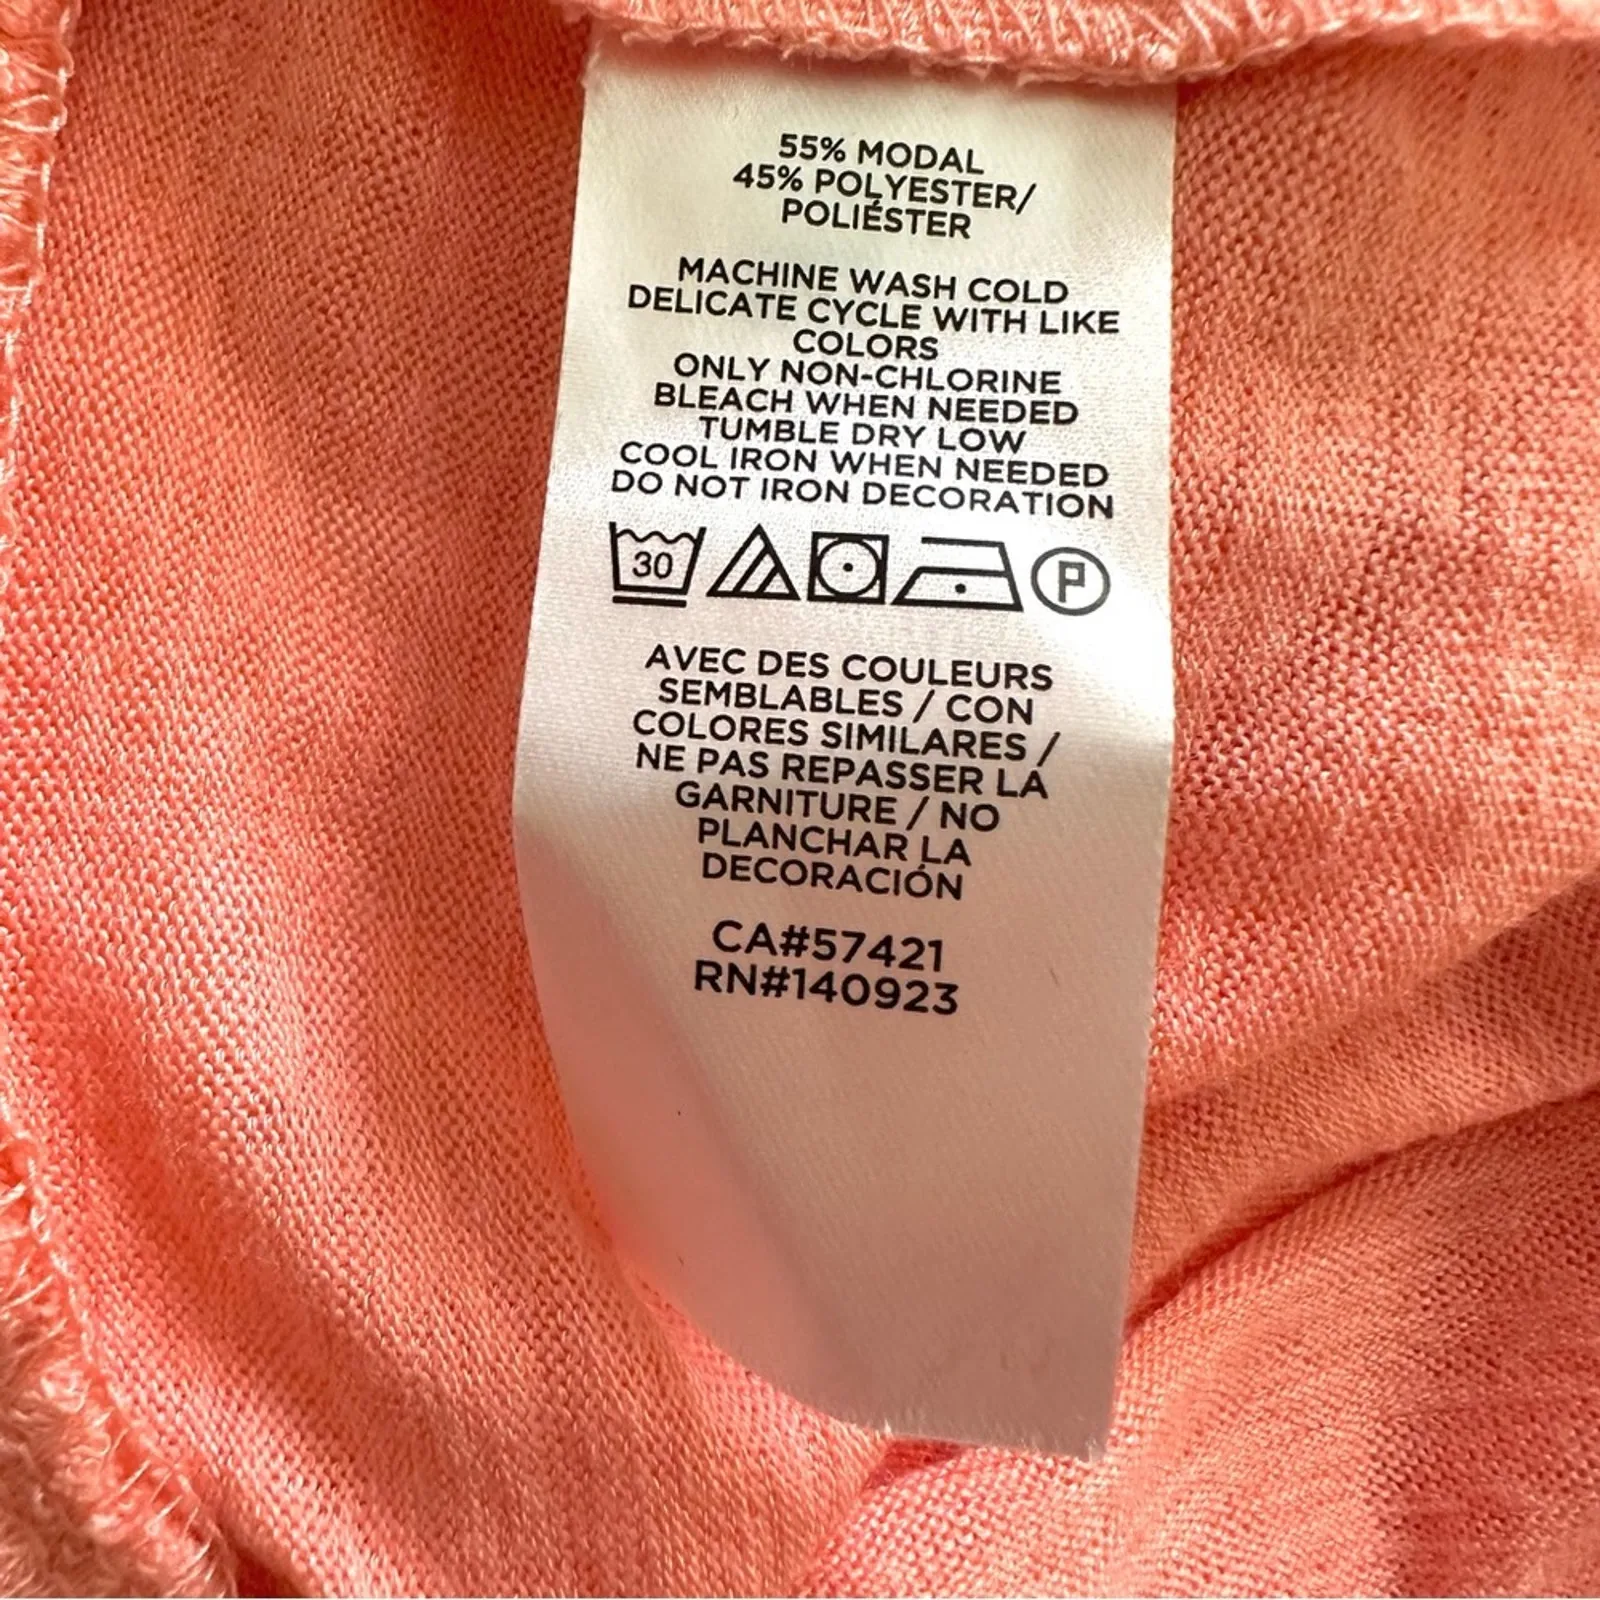 55% MODAL
45% POLYESTER/
POLIÉSTER
MACHINE WASH COLD
DELICATE CYCLE WITH LIKE
COLORS
ONLY NON-CHLORINE
BLEACH WHEN NEEDED
TUMBLE DRY LOW
COOL IRON WHEN NEEDED
DO NOT IRON DECORATION
30 P
AVEC DES COULEURS
SEMBLABLES / CON
COLORES SIMILARES /
NE PAS REPASSER LA
GARNITURE / NO
PLANCHAR LA
DECORACIÓN
CA#57421
RN#140923